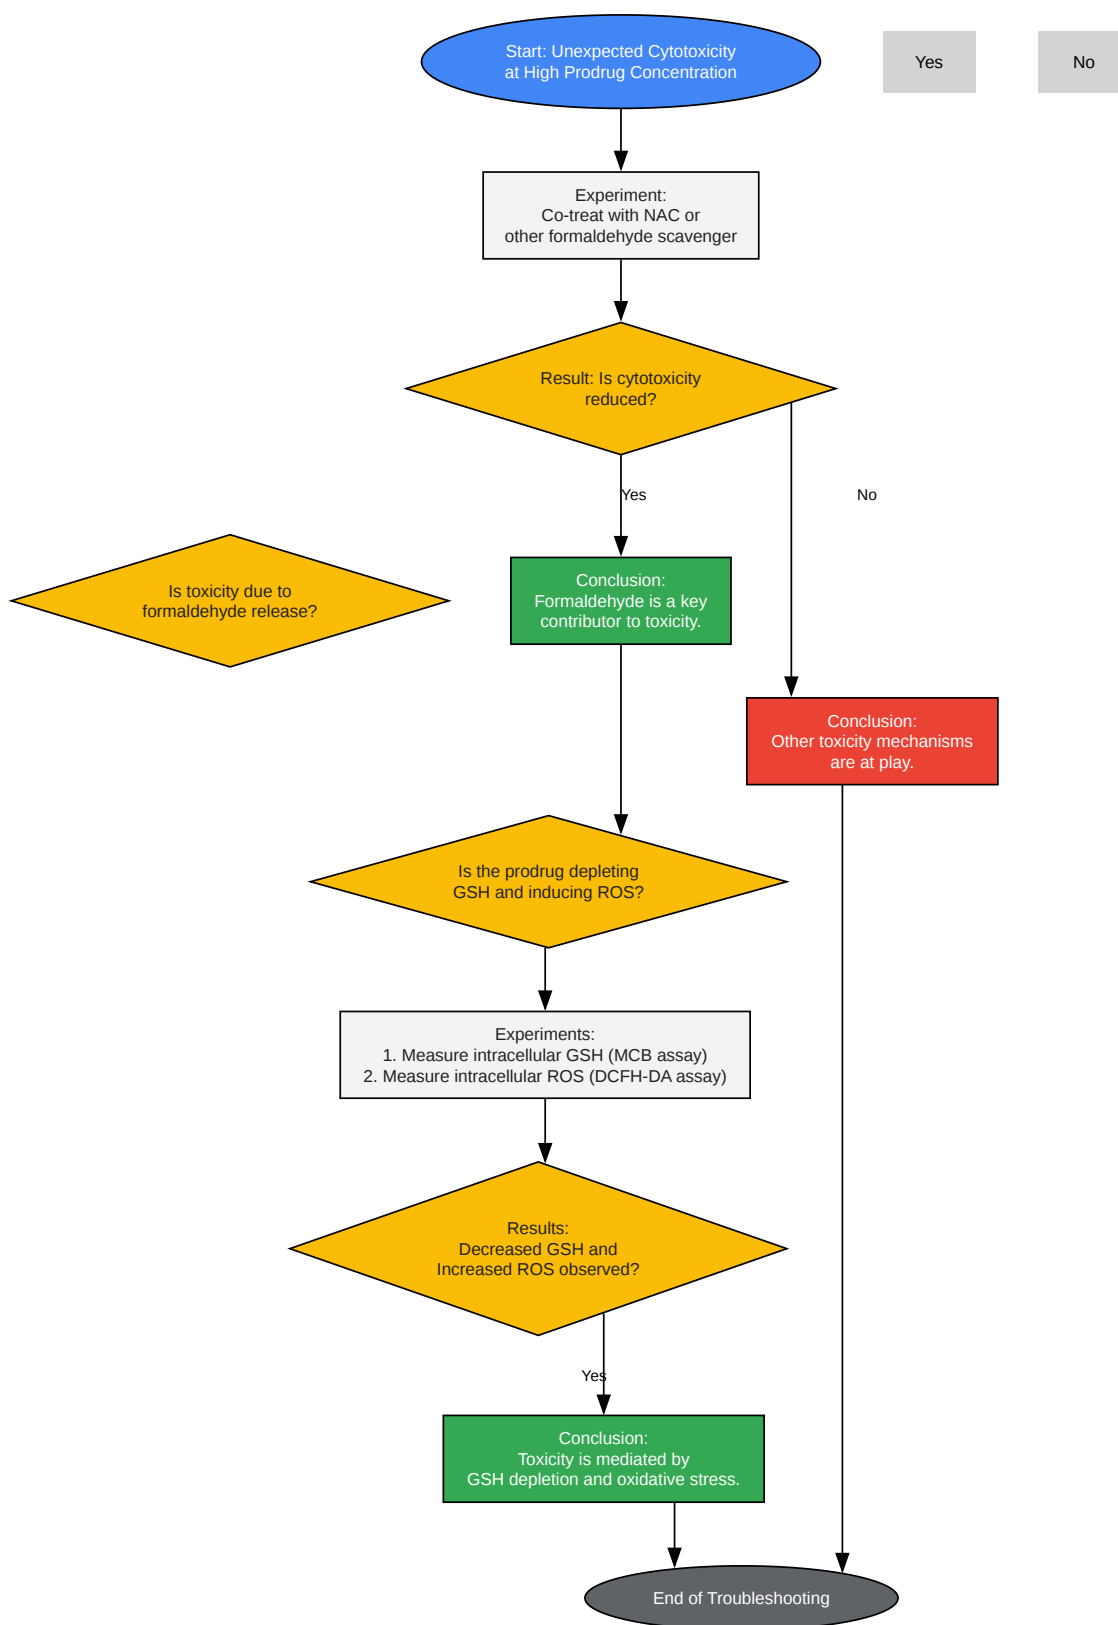 Start: Unexpected Cytotoxicity
at High Prodrug Concentration
Yes
No
Experiment:
Co-treat with NAC or
other formaldehyde scavenger
Result: Is cytotoxicity
reduced?
Yes
No
Is toxicity due to
formaldehyde release?
Conclusion:
Formaldehyde is a key
contributor to toxicity.
Conclusion:
Other toxicity mechanisms
are at play.
Is the prodrug depleting
GSH and inducing ROS?
Experiments:
1. Measure intracellular GSH (MCB assay)
2. Measure intracellular ROS (DCFH-DA assay)
Results:
Decreased GSH and
Increased ROS observed?
Yes
Conclusion:
Toxicity is mediated by
GSH depletion and oxidative stress.
End of Troubleshooting